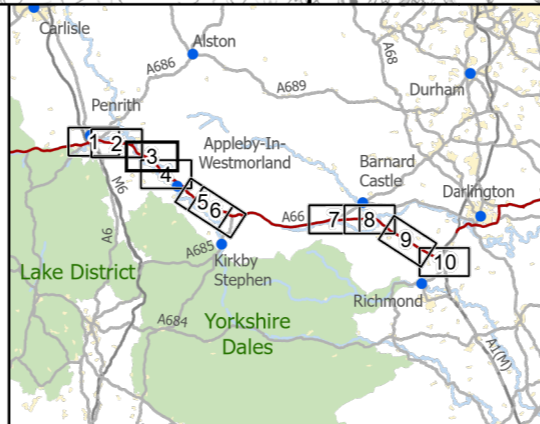 Carlisle
Alston
A686
A689
A68
Durham
Penrith
1
2
3
4
5
6
Appleby-In-
Westmorland
Barnard
Castle
Darlington
M6
A66
7
8
9
10
A6
A685
Kirkby
Stephen
Lake District
Richmond
A684
Yorkshire
Dales
A1(M)